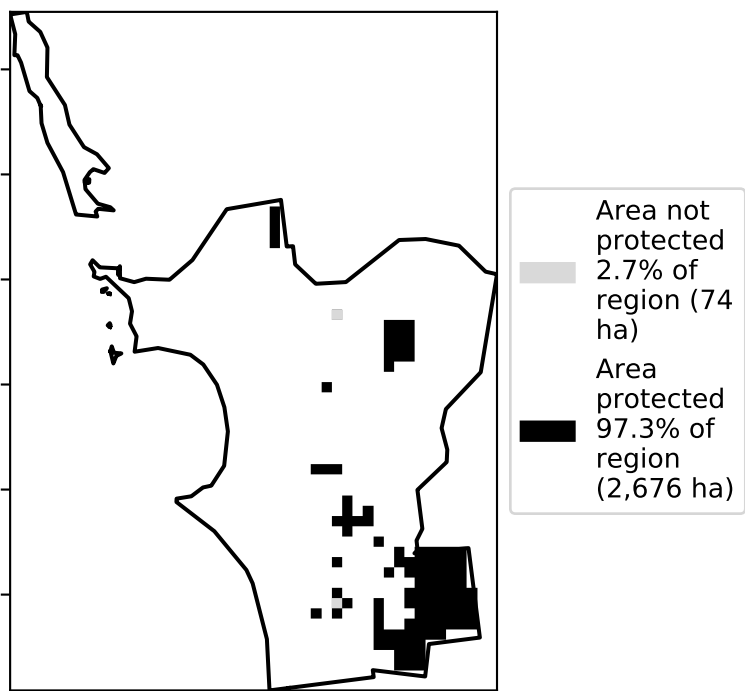 Area not
protected
2.7% of
region (74
ha)
Area
protected
97.3% of
region
(2,676 ha)